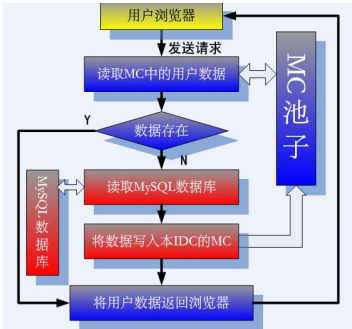 用户浏览器
发送请求
读取MC中的用户数据
MC池子
Y
数据存在
N
MySQL数据库
读取MySQL数据库
将数据写入本IDC的MC
将用户数据返回浏览器